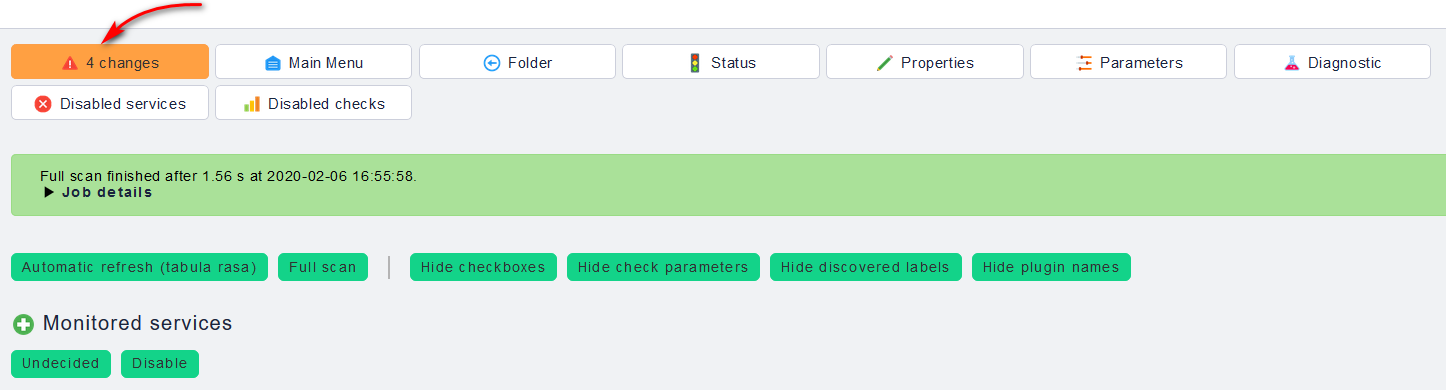 4 changes Main Menu Folder Status Properties Parameters Diagnostic
Disabled services Disabled checks
Full scan finished after 1.56 s at 2020-02-06 16:55:58.
Job details
Automatic refresh (tabula rasa) Full scan Hide checkboxes Hide check parameters Hide discovered labels Hide plugin names
Monitored services
Undecided Disable